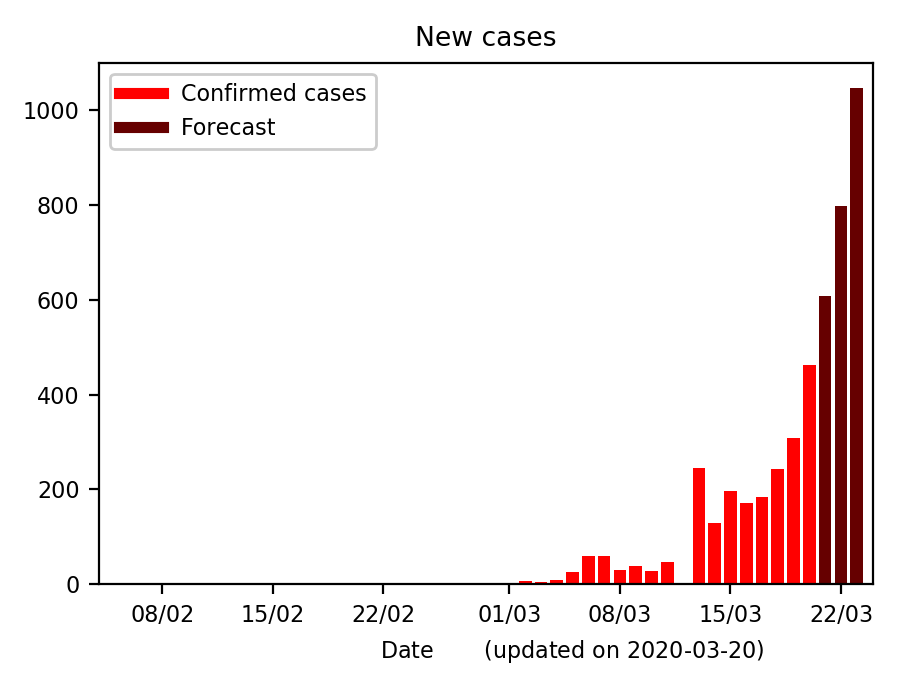 New cases
Confirmed cases
Forecast
1000
800
600
400
200
0
08/02 15/02 22/02 01/03 08/03 15/03 22/03
Date (updated on 2020-03-20)